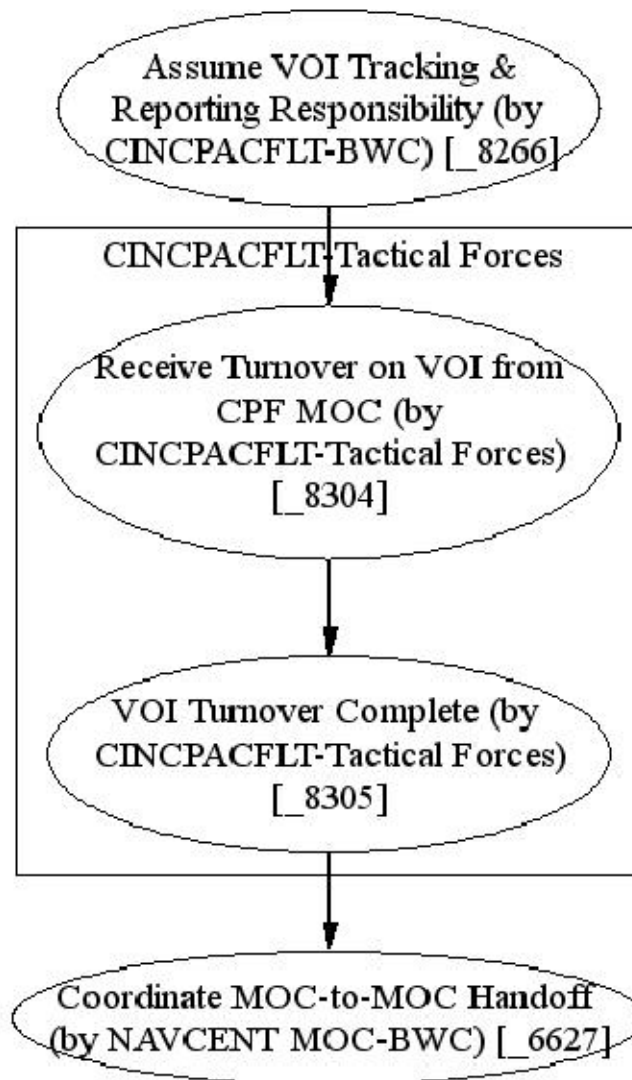 Assume VOI Tracking &
Reporting Responsibility (by
CINCPACFLT-BWC) [_8266]
CINCPACFLT-Tactical Forces
Receive Turnover on VOI from
CPF MOC (by
CINCPACFLT-Tactical Forces)
[_8304]
VOI Turnover Complete (by
CINCPACFLT-Tactical Forces)
[_8305]
Coordinate MOC-to-MOC Handoff
(by NAVCENT MOC-BWC) [_6627]